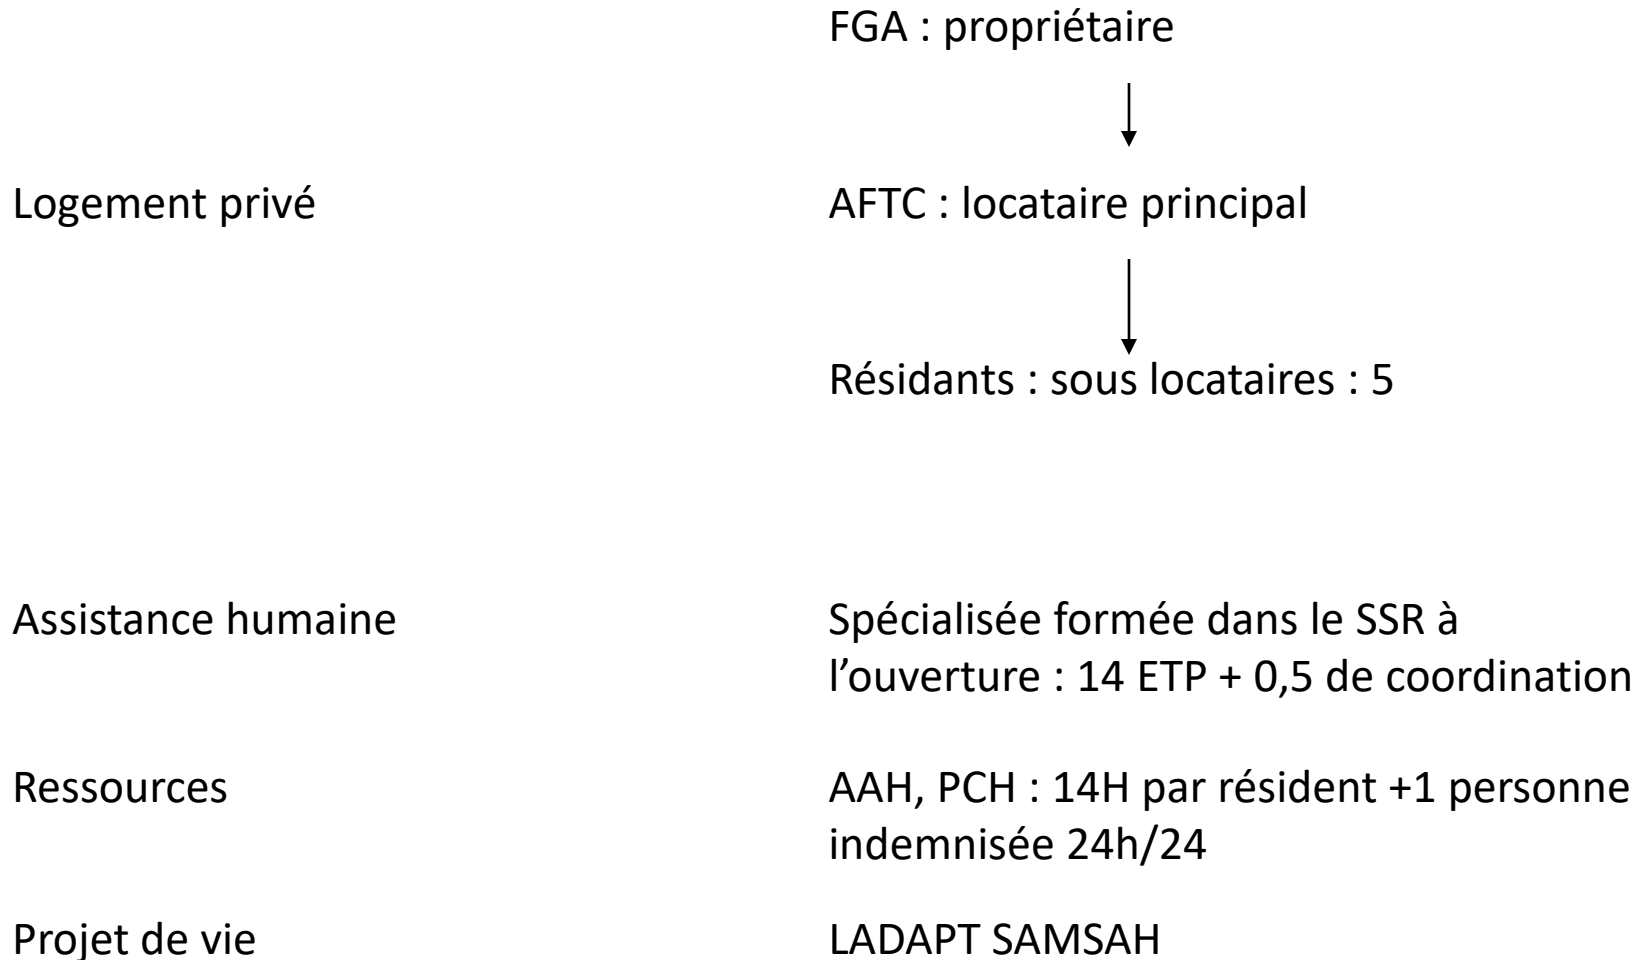 FGA : propriétaire
Logement privé
AFTC : locataire principal
Résidants : sous locataires : 5
Assistance humaine
Spécialisée formée dans le SSR à
l’ouverture : 14 ETP + 0,5 de coordination
Ressources
AAH, PCH : 14H par résident +1 personne
indemnisée 24h/24
Projet de vie
LADAPT SAMSAH